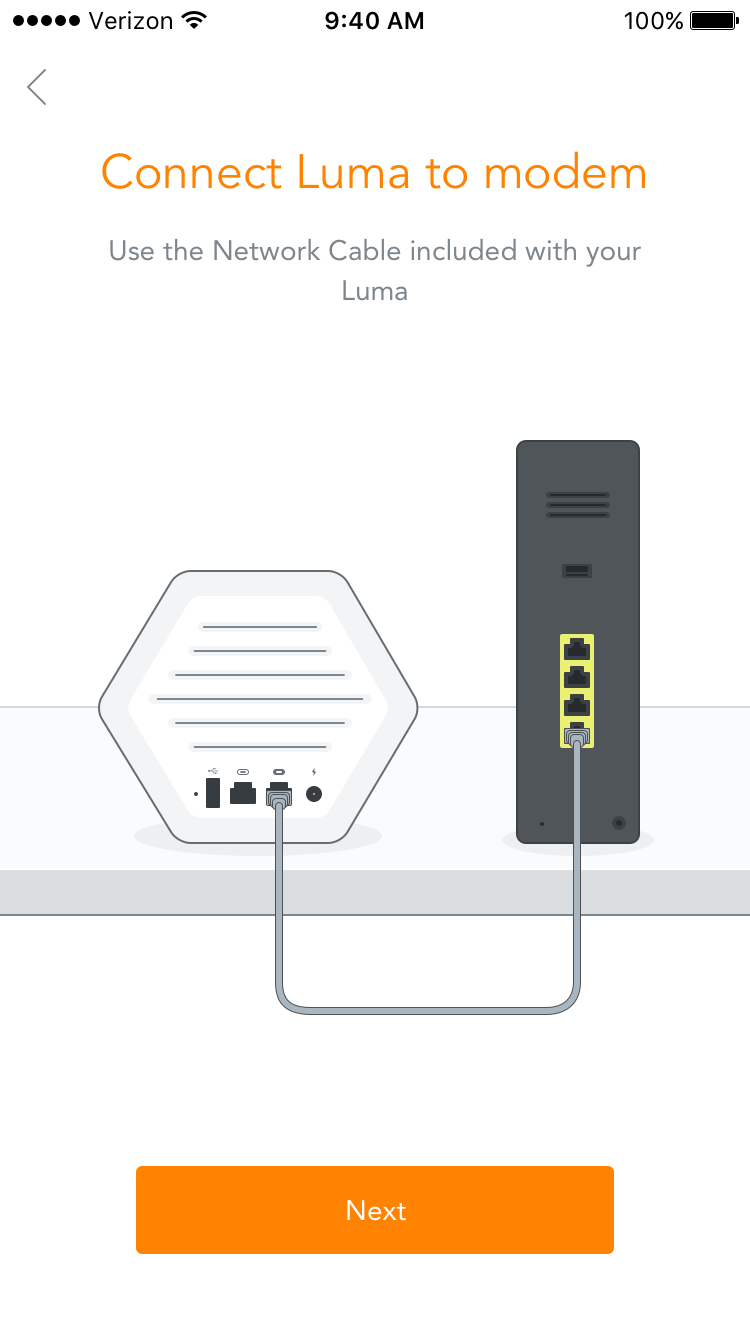 Verizon 9:40 AM 100%
Connect Luma to modem
Use the Network Cable included with your
Luma
Next